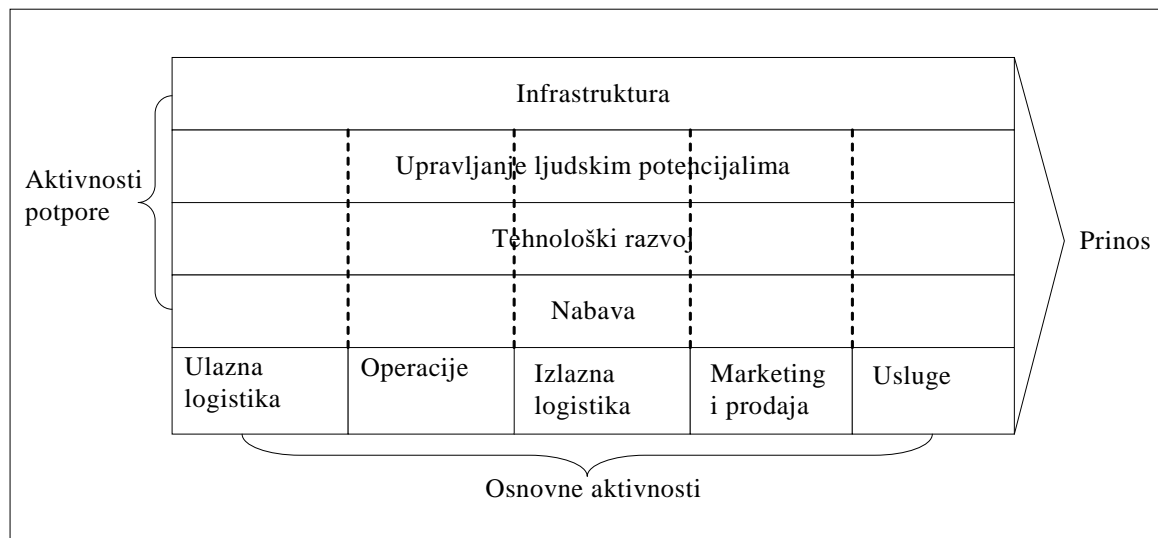 Infrastruktura
Upravljanje ljudskim potencijalima
Aktivnosti
potpore
Tehnološki razvoj
Prinos
Nabava
Ulazna
logistika
Operacije
Izlazna
logistika
Marketing
i prodaja
Usluge
Osnovne aktivnosti